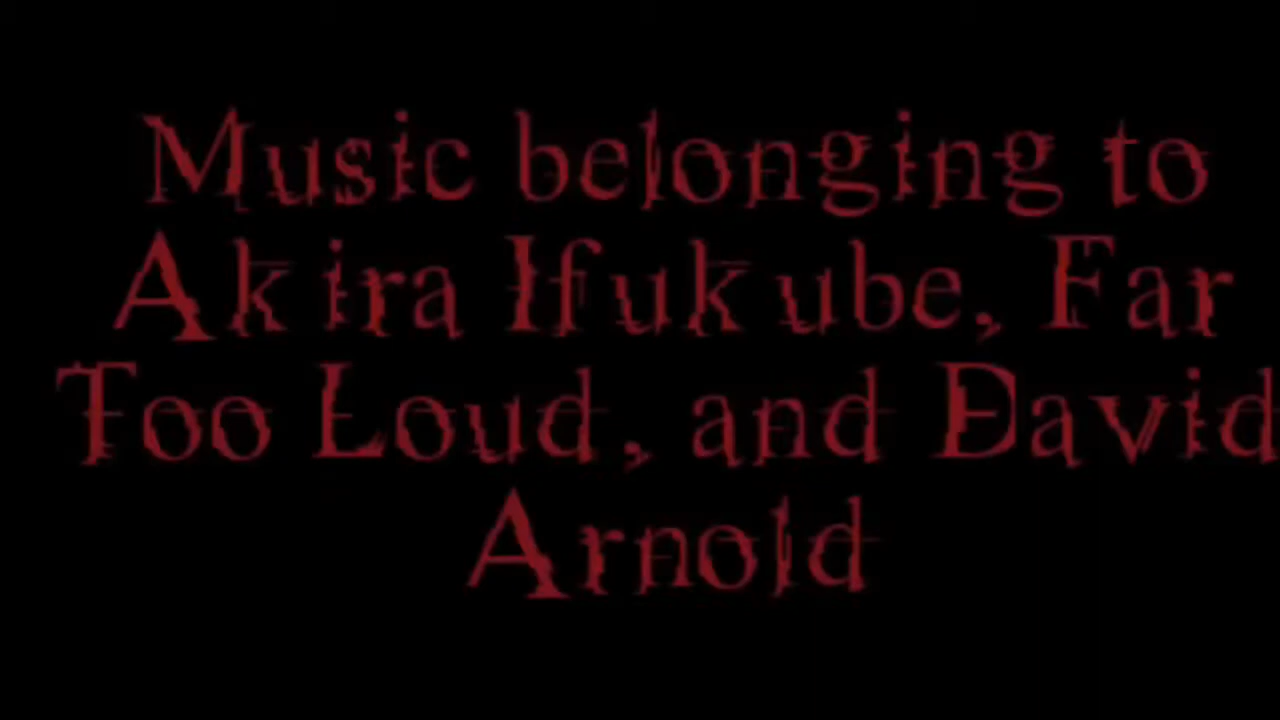 Music belonging to
Akira Ifukube, Far
Too Loud, and David
Arnold